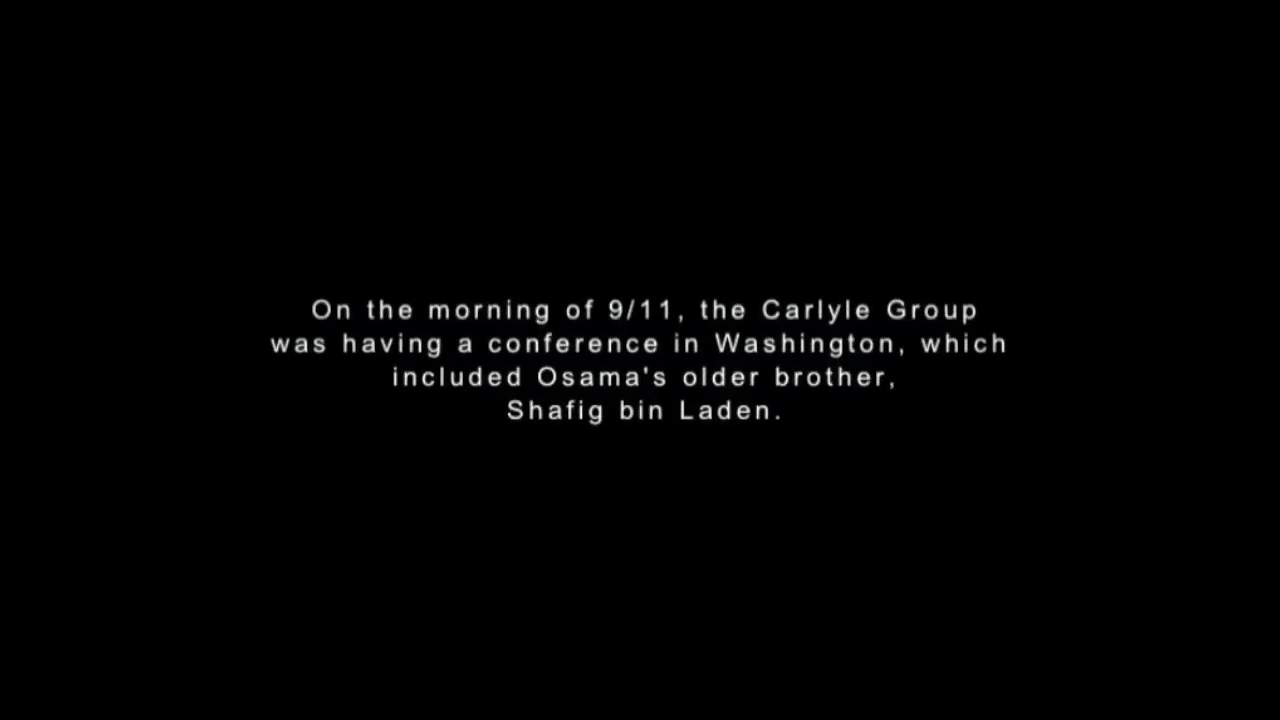 On the morning of 9/11, the Carlyle Group
was having a conference in Washington, which
included Osama's older brother,
Shafig bin Laden.